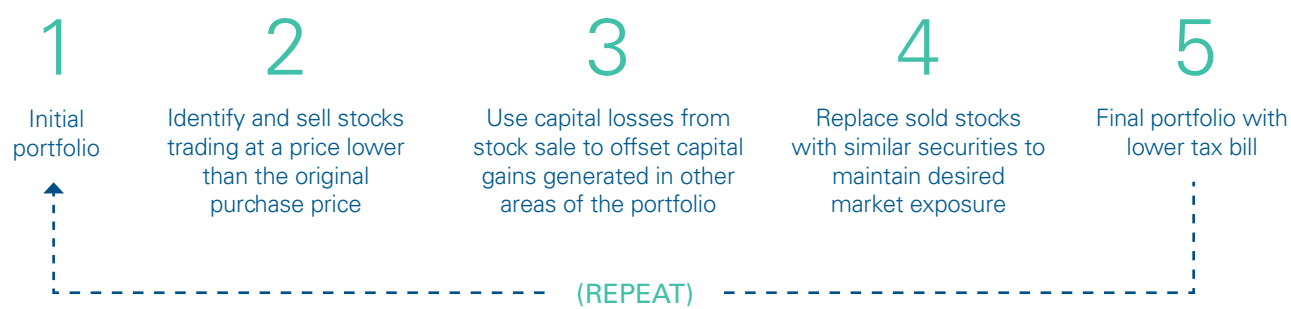 1
Initial
portfolio
2
Identify and sell stocks
trading at a price lower
than the original
purchase price
3
Use capital losses from
stock sale to offset capital
gains generated in other
areas of the portfolio
4
Replace sold stocks
with similar securities to
maintain desired
market exposure
5
Final portfolio with
lower tax bill
(REPEAT)